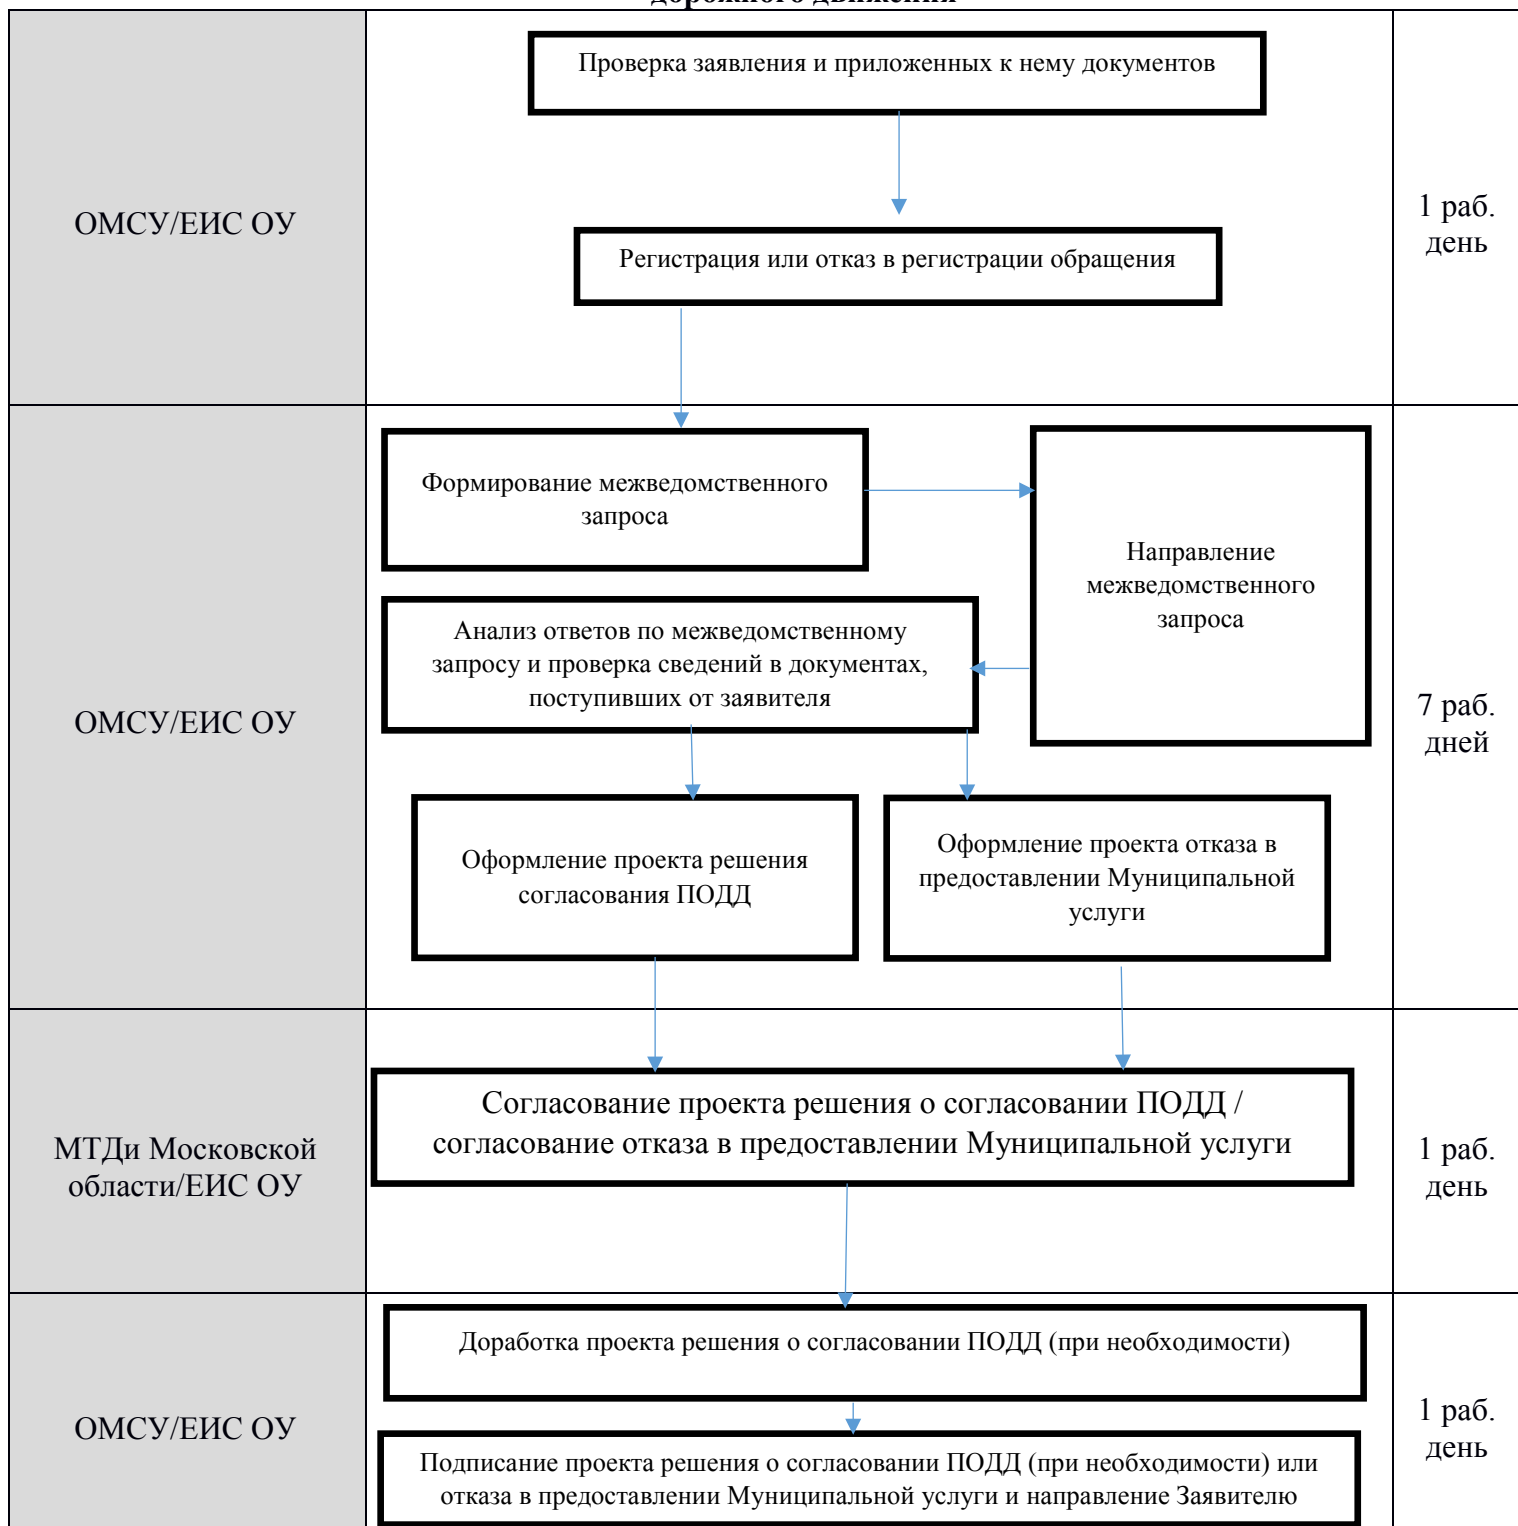 дорожного движения
ОМСУ/ЕИС ОУ
Проверка заявления и приложенных к нему документов
Регистрация или отказ в регистрации обращения
1 раб.
день
ОМСУ/ЕИС ОУ
Формирование межведомственного
запроса
Направление
межведомственного
запроса
Анализ ответов по межведомственному
запросу и проверка сведений в документах,
поступивших от заявителя
Оформление проекта решения
согласования ПОДД
Оформление проекта отказа в
предоставлении Муниципальной
услуги
7 раб.
дней
МТДи Московской
области/ЕИС ОУ
Согласование проекта решения о согласовании ПОДД /
согласование отказа в предоставлении Муниципальной услуги
1 раб.
день
ОМСУ/ЕИС ОУ
Доработка проекта решения о согласовании ПОДД (при необходимости)
Подписание проекта решения о согласовании ПОДД (при необходимости) или
отказа в предоставлении Муниципальной услуги и направление Заявителю
1 раб.
день